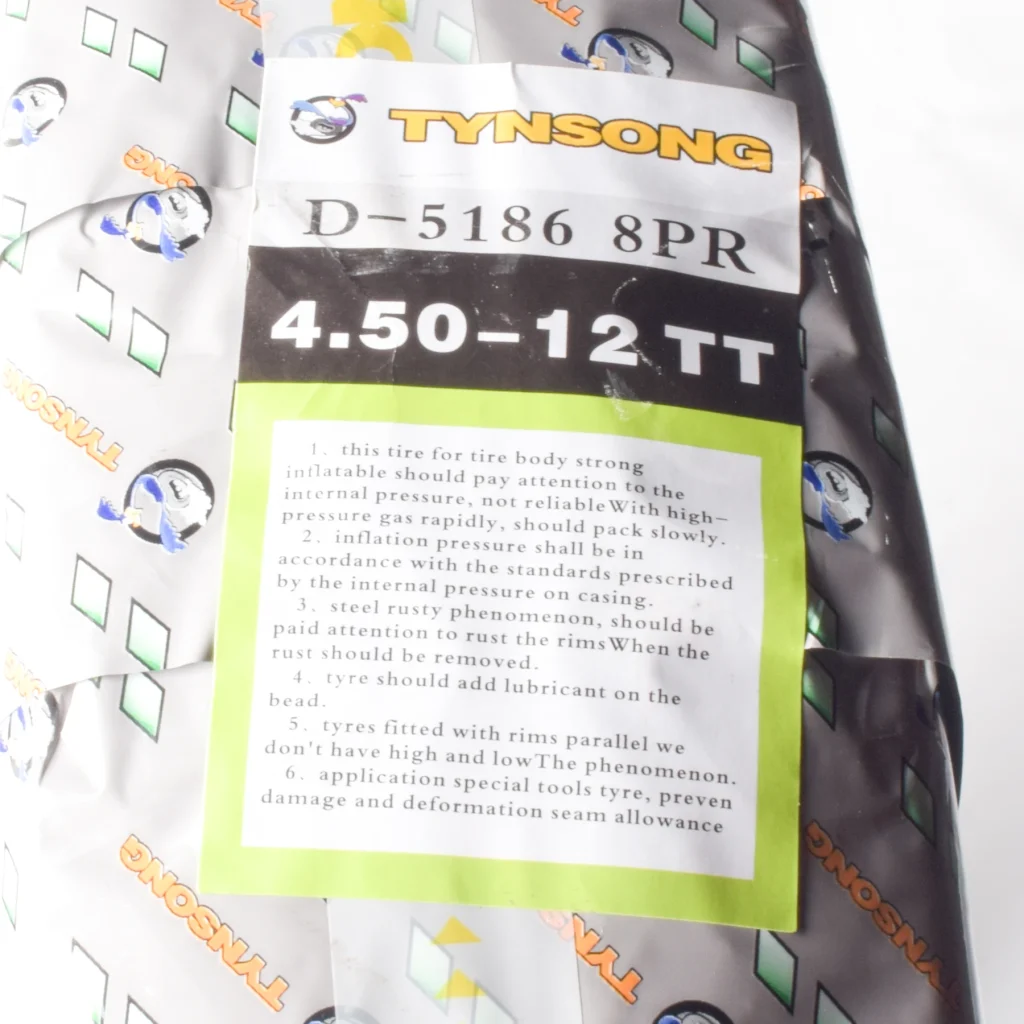 TYNSONG
D-5186 8PR
4.50-12 TT
1. this tire for tire body strong
inflatable should pay attention to the
internal pressure, not reliableWith high-
pressure gas rapidly, should pack slowly.
2. inflation pressure shall be in
accordance with the standards prescribed
by the internal pressure on casing.
3. steel rusty phenomenon, should be
paid attention to rust the rimsWhen the
rust should be removed.
4. tyre should add lubricant on the
bead.
5. tyres fitted with rims parallel we
don't have high and lowThe phenomenon.
6. application special tools tyre, preven
damage and deformation seam allowance
TYNSONG
TYNSONG
TYNSONG